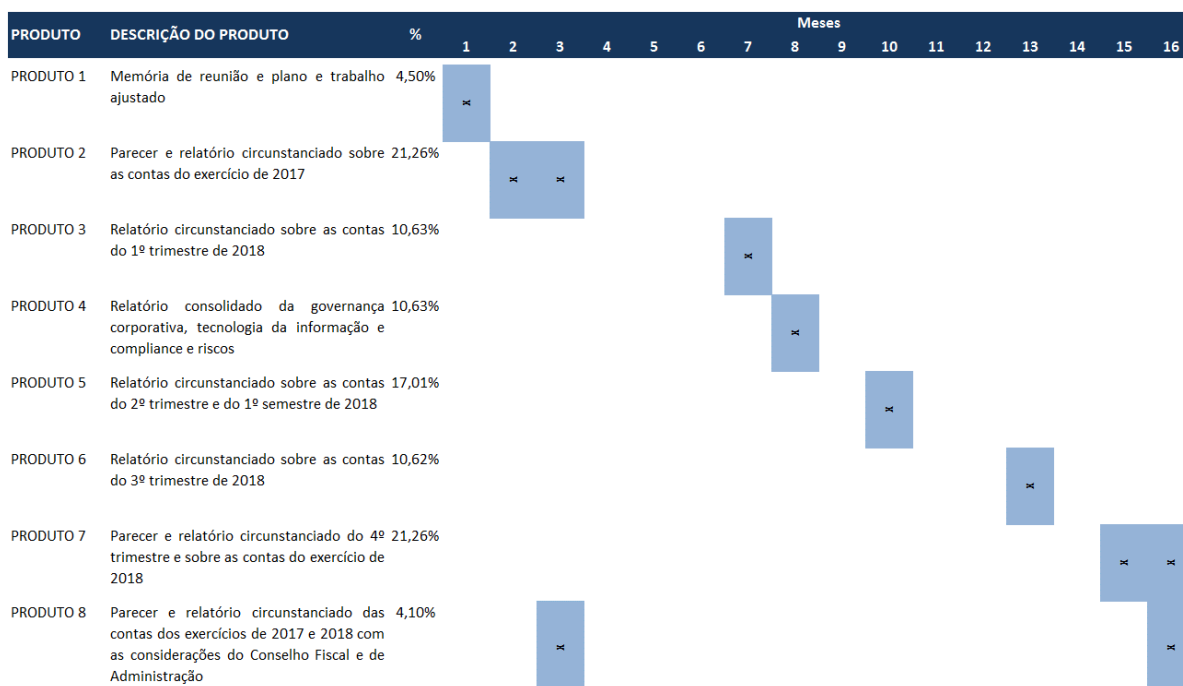 Meses
PRODUTO DESCRIÇÃO DO PRODUTO %
1 2 3 4 5 6 7 8 9 10 11 12 13 14 15 16
PRODUTO 1 Memória de reunião e plano e trabalho 4,50%
ajustado
x
PRODUTO 2 Parecer e relatório circunstanciado sobre 21,26%
as contas do exercício de 2017
x x
PRODUTO 3 Relatório circunstanciado sobre as contas 10,63%
do 1º trimestre de 2018
x
PRODUTO 4 Relatório consolidado da governança 10,63%
corporativa, tecnologia da informação e
x
compliance e riscos
PRODUTO 5 Relatório circunstanciado sobre as contas 17,01%
do 2º trimestre e do 1º semestre de 2018
x
PRODUTO 6 Relatório circunstanciado sobre as contas 10,62%
do 3º trimestre de 2018
x
PRODUTO 7 Parecer e relatório circunstanciado do 4º 21,26%
trimestre e sobre as contas do exercício de
x x
2018
PRODUTO 8 Parecer e relatório circunstanciado das 4,10%
contas dos exercícios de 2017 e 2018 com
as considerações do Conselho Fiscal e de
x x
Administração